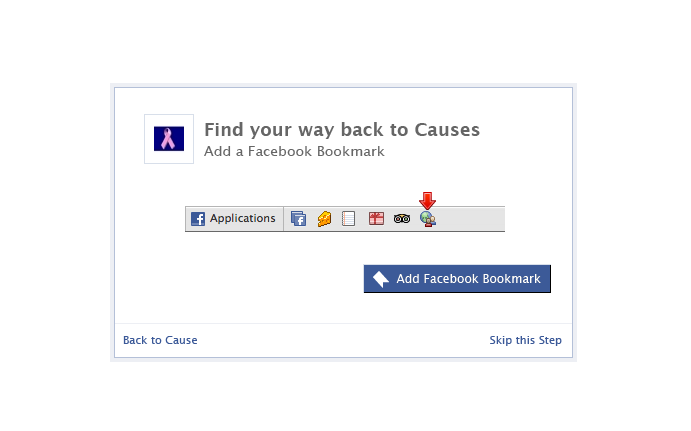 Find your way back to Causes
Add a Facebook Bookmark
Applications
Add Facebook Bookmark
Back to Cause
Skip this Step